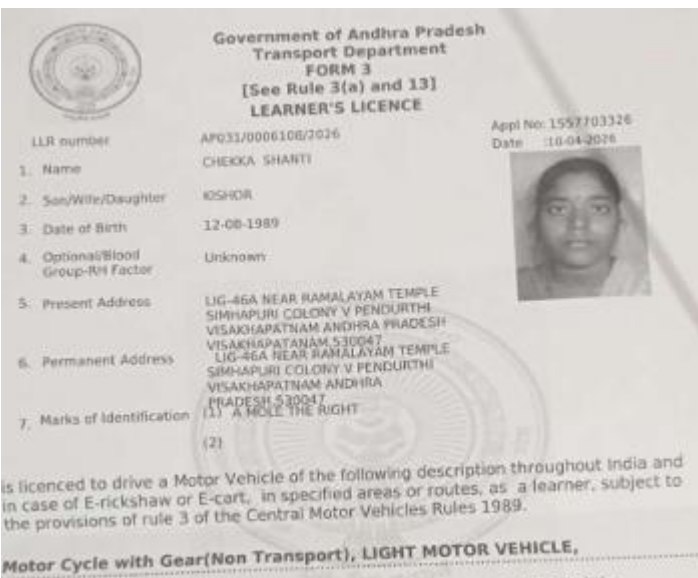 Government of Andhra Pradesh
Transport Department
FORM 3
[See Rule 3(a) and 13]
LEARNER'S LICENCE
LLR number AP031/0006108/2026
Appl No: 1557703326
Date :10-04-2026
1. Name CHEKKA SHANTI
2. Son/Wife/Daughter KISHOR
3. Date of Birth 12-08-1989
4. Optional/Blood Unknown
Group-RH Factor
5. Present Address LIG-46A NEAR RAMALAYAM TEMPLE
SIMHAPURI COLONY V PENDURTHI
VISAKHAPATNAM ANDHRA PRADESH
VISAKHAPATANAM,530047
6. Permanent Address LIG-46A NEAR RAMALAYAM TEMPLE
SIMHAPURI COLONY V PENDURTHI
VISAKHAPATNAM ANDHRA
PRADESH,530047
7. Marks of Identification (1) A MOLE THE RIGHT
(2)
is licenced to drive a Motor Vehicle of the following description throughout India and
in case of E-rickshaw or E-cart, in specified areas or routes, as a learner, subject to
the provisions of rule 3 of the Central Motor Vehicles Rules 1989.
Motor Cycle with Gear(Non Transport), LIGHT MOTOR VEHICLE,